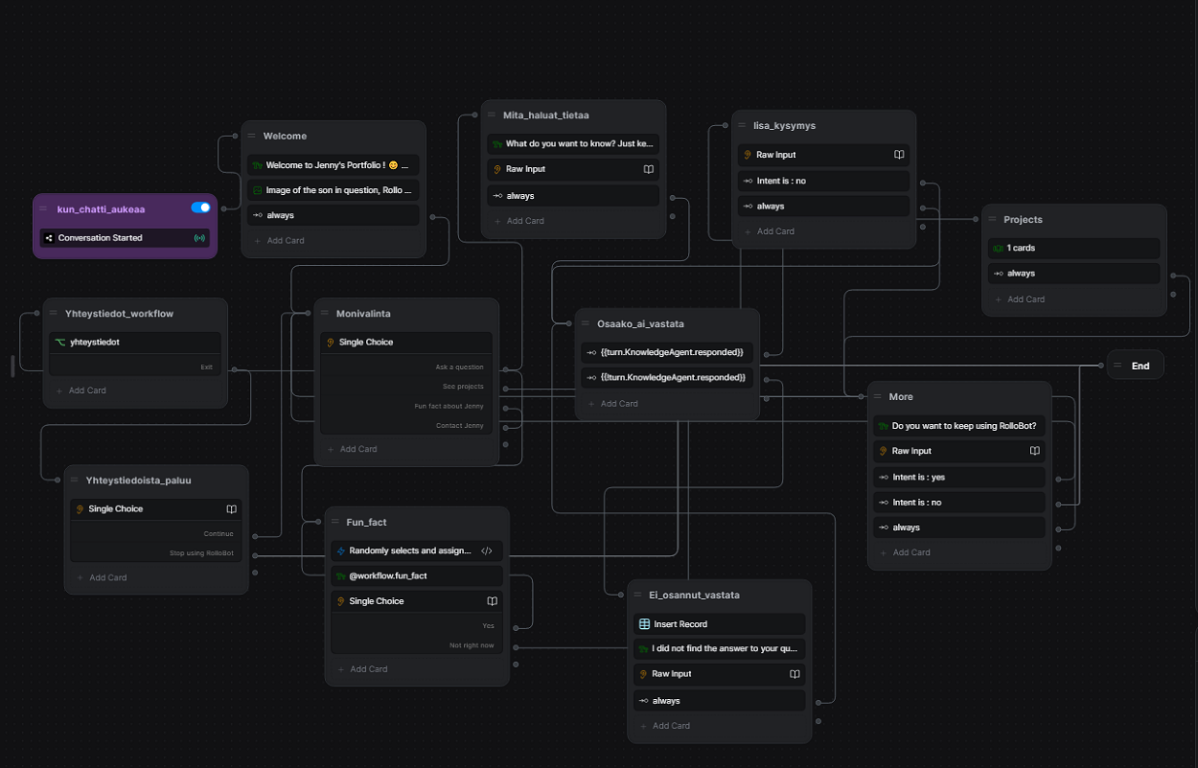 kun_chatti_aukeaa
Conversation Started
Welcome
Welcome to Jenny's Portfolio ! 😊 ...
Image of the son in question, Rollo ...
always
+ Add Card
Mita_haluat_tietaa
What do you want to know? Just ke...
Raw Input
always
+ Add Card
lisa_kysymys
Raw Input
Intent is : no
always
+ Add Card
Projects
1 cards
always
+ Add Card
Yhteystiedot_workflow
yhteystiedot
Exit
+ Add Card
Monivalinta
Single Choice
Ask a question
See projects
Fun fact about Jenny
Contact Jenny
+ Add Card
Osaako_ai_vastata
{{turn.KnowledgeAgent.responded}}
{{!turn.KnowledgeAgent.responded}}
+ Add Card
End
More
Do you want to keep using RolloBot?
Raw Input
Intent is : yes
Intent is : no
always
+ Add Card
Yhteystiedoista_paluu
Single Choice
Continue
Stop using RolloBot
+ Add Card
Fun_fact
Randomly selects and assign... </>
@workflow.fun_fact
Single Choice
Yes
Not right now
+ Add Card
Ei_osannut_vastata
Insert Record
I did not find the answer to your qu...
Raw Input
always
+ Add Card